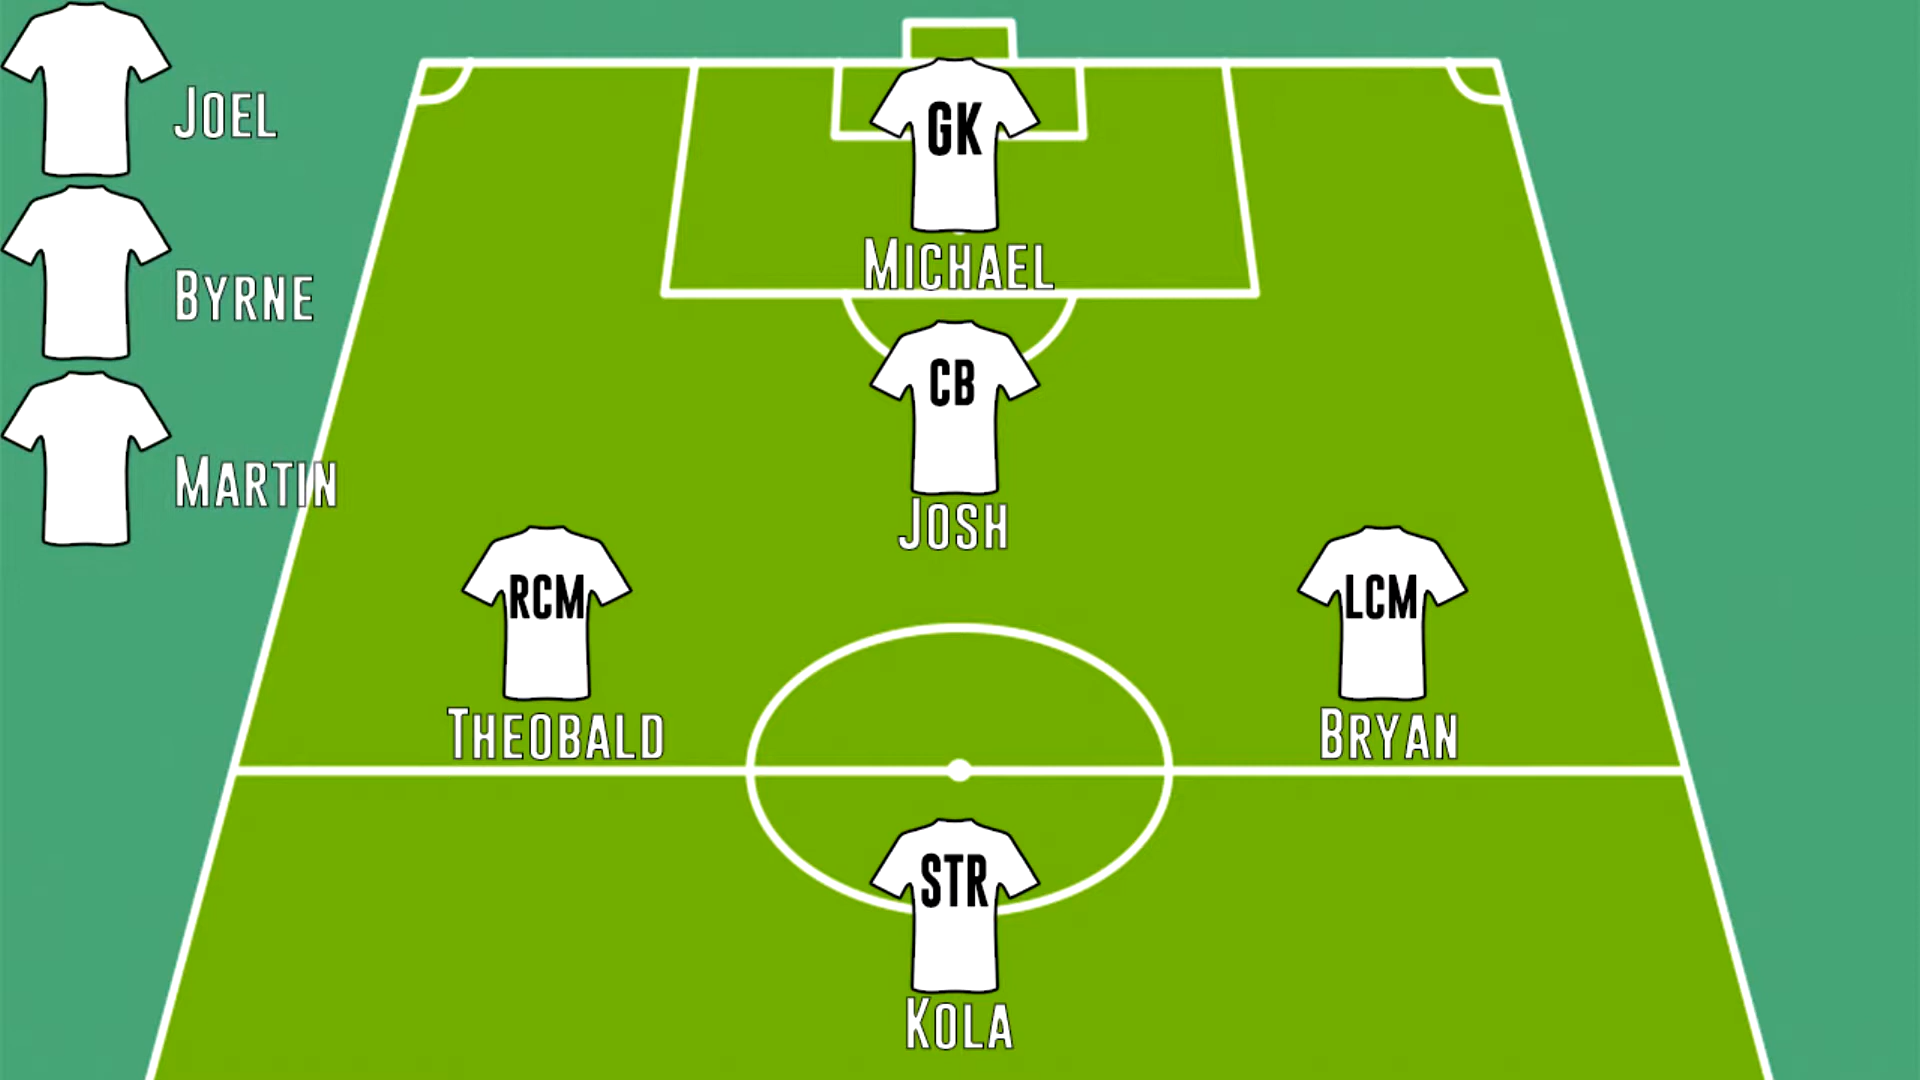 Joel
Byrne
Martin
GK
Michael
CB
Josh
RCM
Theobald
LCM
Bryan
STR
Kola